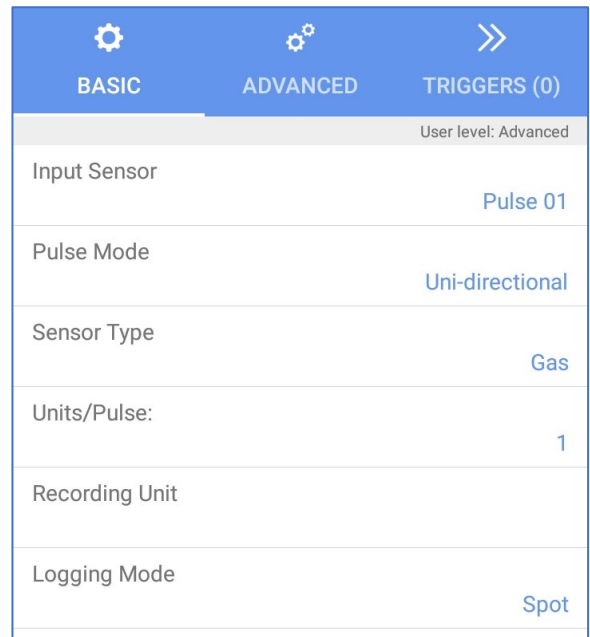 BASIC ADVANCED TRIGGERS (0)
User level: Advanced
Input Sensor
Pulse 01
Pulse Mode
Uni-directional
Sensor Type
Gas
Units/Pulse:
1
Recording Unit
Logging Mode
Spot